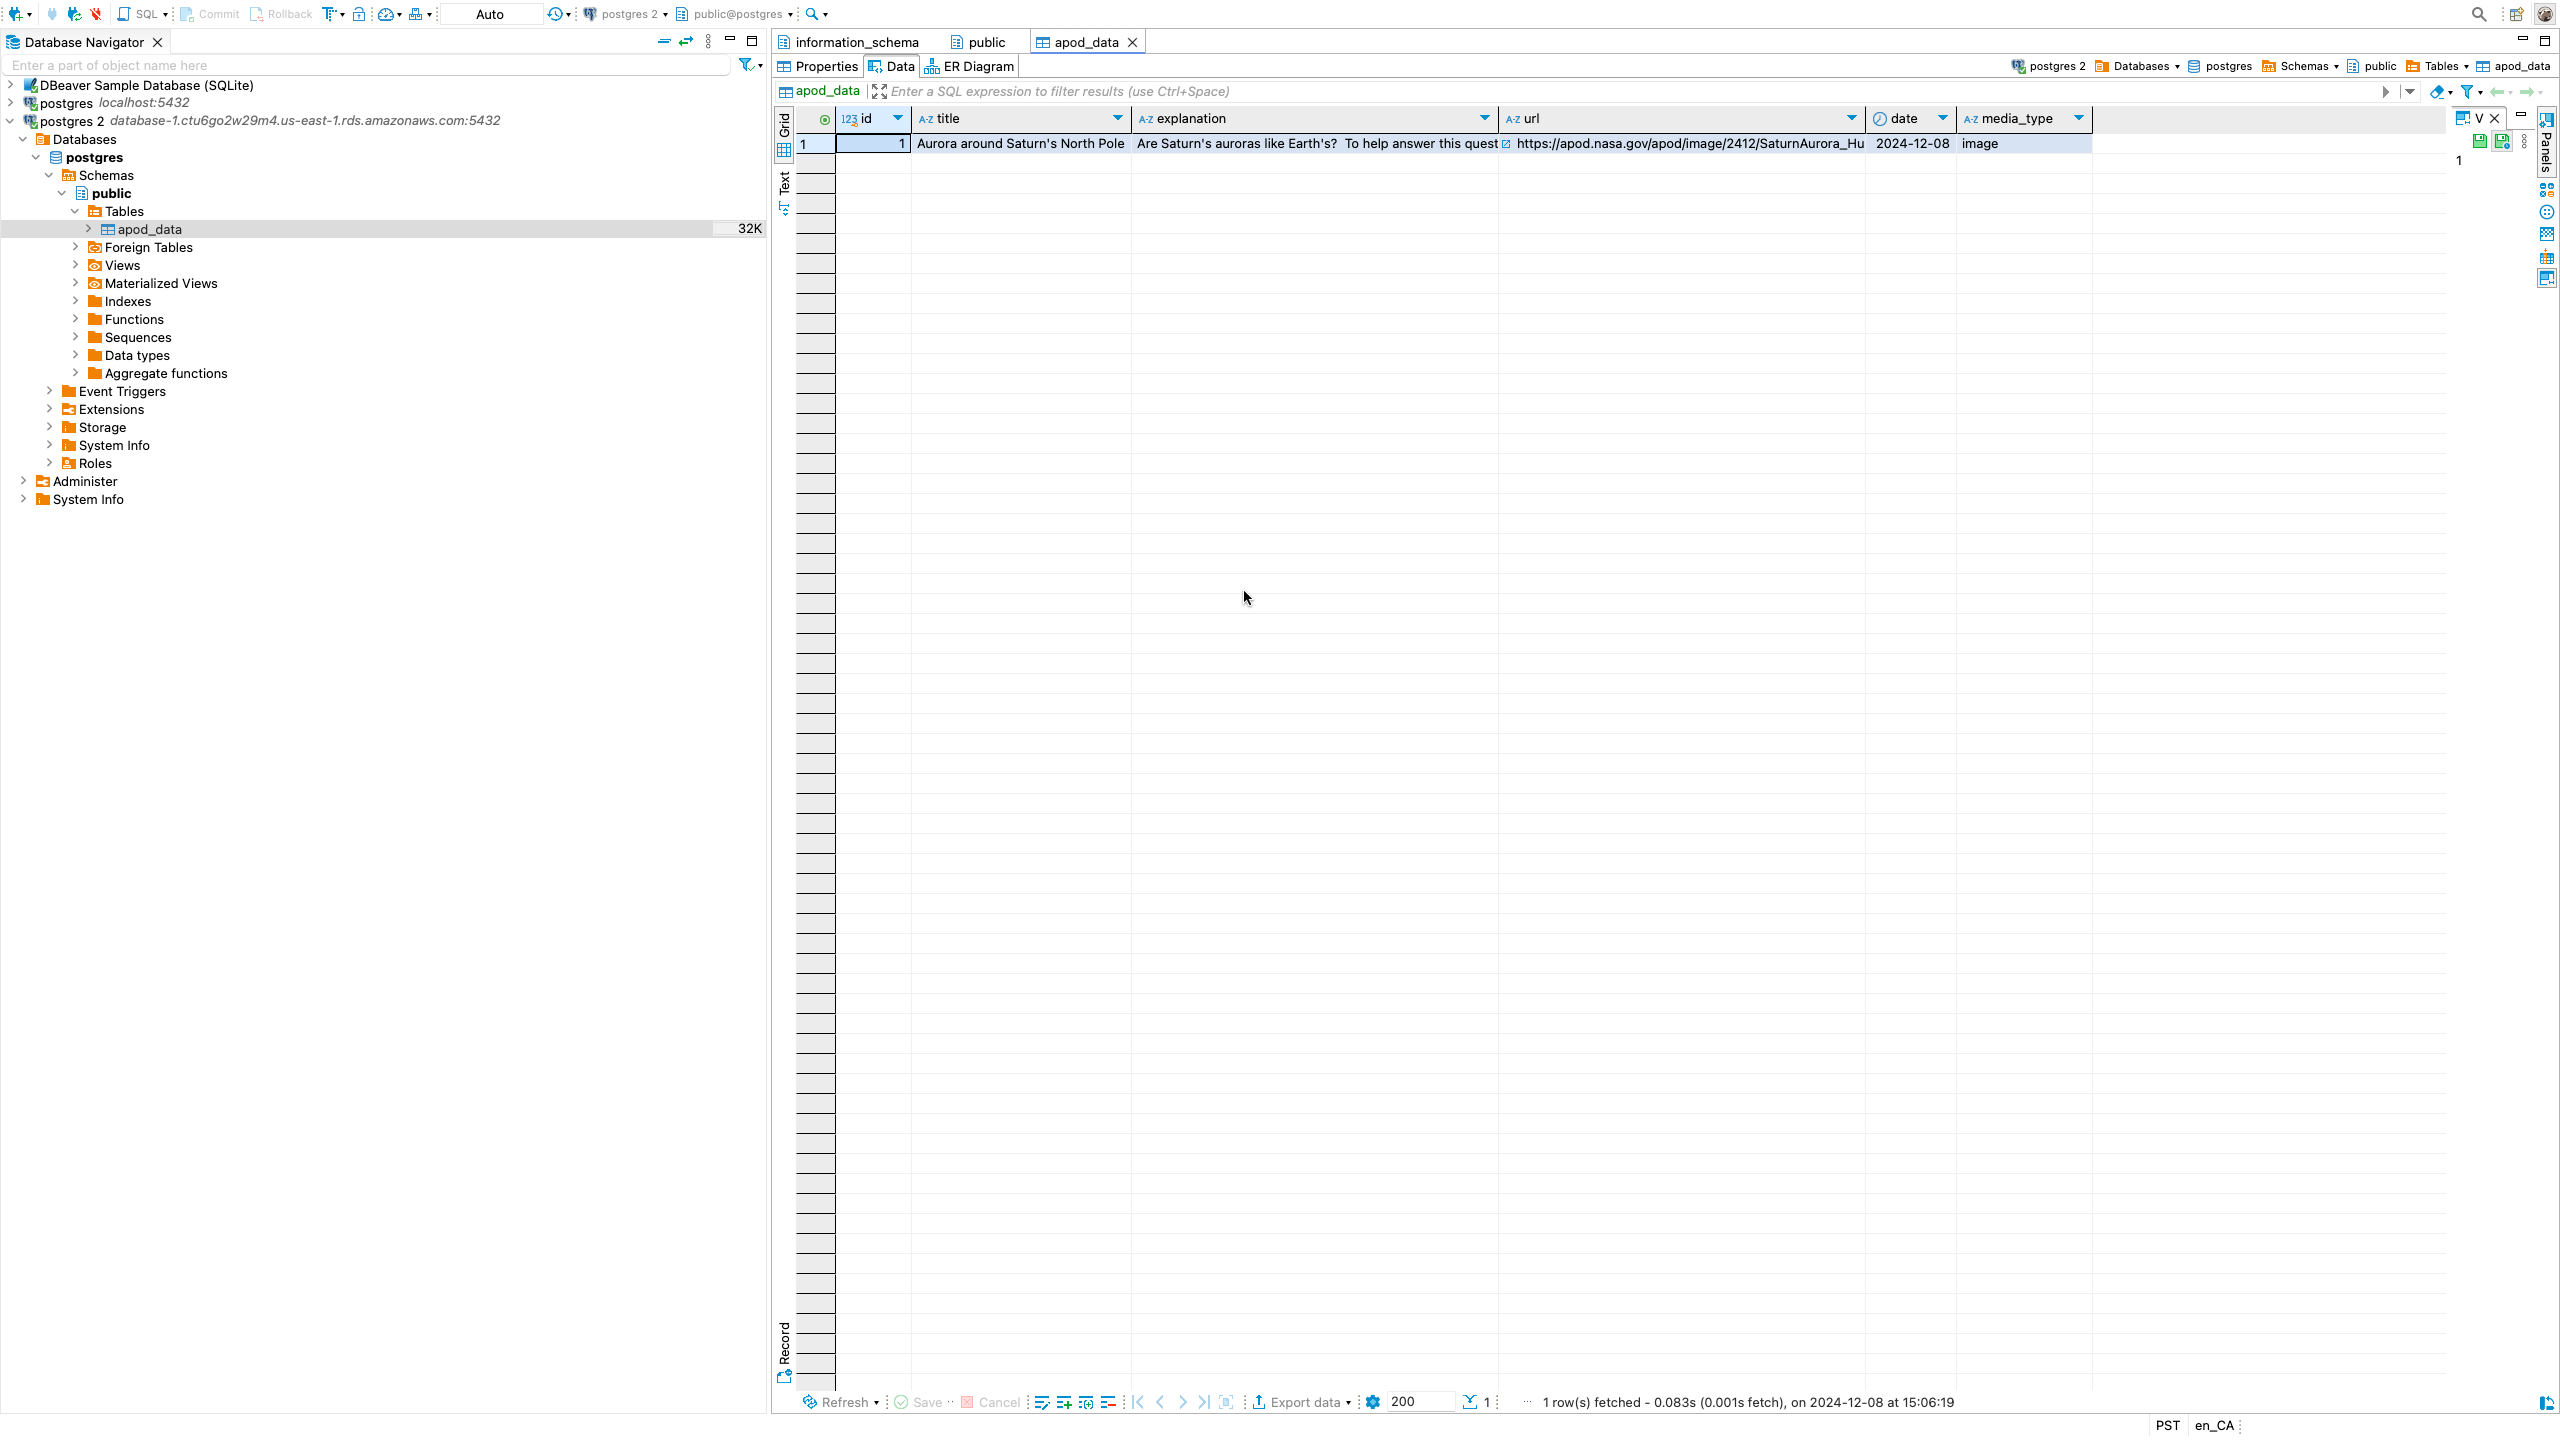 SQL Commit Rollback Auto postgres 2 public@postgres
Database Navigator
Enter a part of object name here
DBeaver Sample Database (SQLite)
postgres localhost:5432
postgres 2 database-1.ctu6go2w29m4.us-east-1.rds.amazonaws.com:5432
Databases
postgres
Schemas
public
Tables
apod_data 32K
Foreign Tables
Views
Materialized Views
Indexes
Functions
Sequences
Data types
Aggregate functions
Event Triggers
Extensions
Storage
System Info
Roles
Administer
System Info
information_schema public apod_data
Properties Data ER Diagram postgres 2 Databases postgres Schemas public Tables apod_data
apod_data Enter a SQL expression to filter results (use Ctrl+Space)
Grid
Text
Record
123 id A-Z title A-Z explanation A-Z url date A-Z media_type
1 1 Aurora around Saturn's North Pole Are Saturn's auroras like Earth's? To help answer this quest https://apod.nasa.gov/apod/image/2412/SaturnAurora_Hu 2024-12-08 image
V
1
Panels
Refresh Save Cancel Export data 200 1 ··· 1 row(s) fetched - 0.083s (0.001s fetch), on 2024-12-08 at 15:06:19
PST en_CA